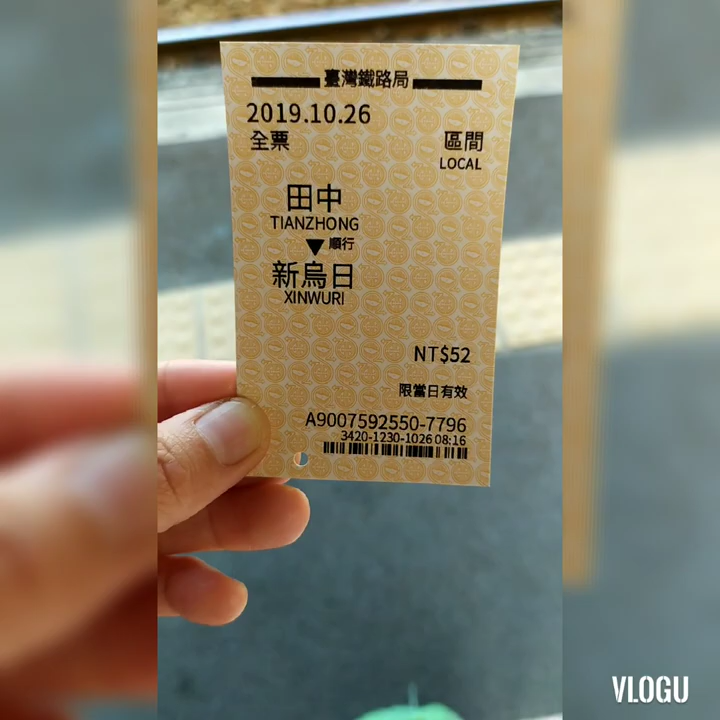 臺灣鐵路局
2019.10.26
全票 區間
LOCAL
田中
TIANZHONG
順行
新烏日
XINWURI
NT$52
限當日有效
A9007592550-7796
3420-1230-1026 08:16
VLOGU